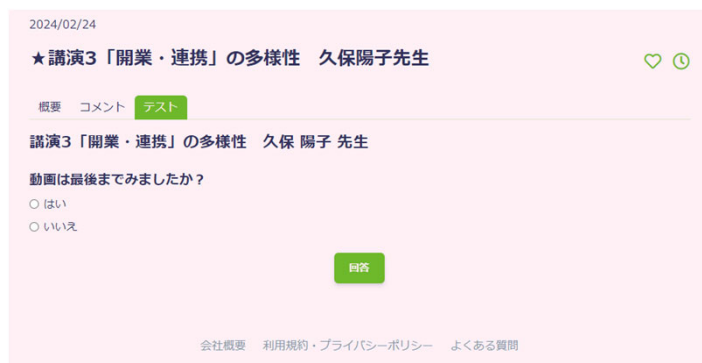 2024/02/24
★講演3「開業・連携」の多様性　久保陽子先生
概要　コメント　テスト
講演3「開業・連携」の多様性　久保 陽子 先生
動画は最後までみましたか？
はい
いいえ
回答
会社概要　利用規約・プライバシーポリシー　よくある質問